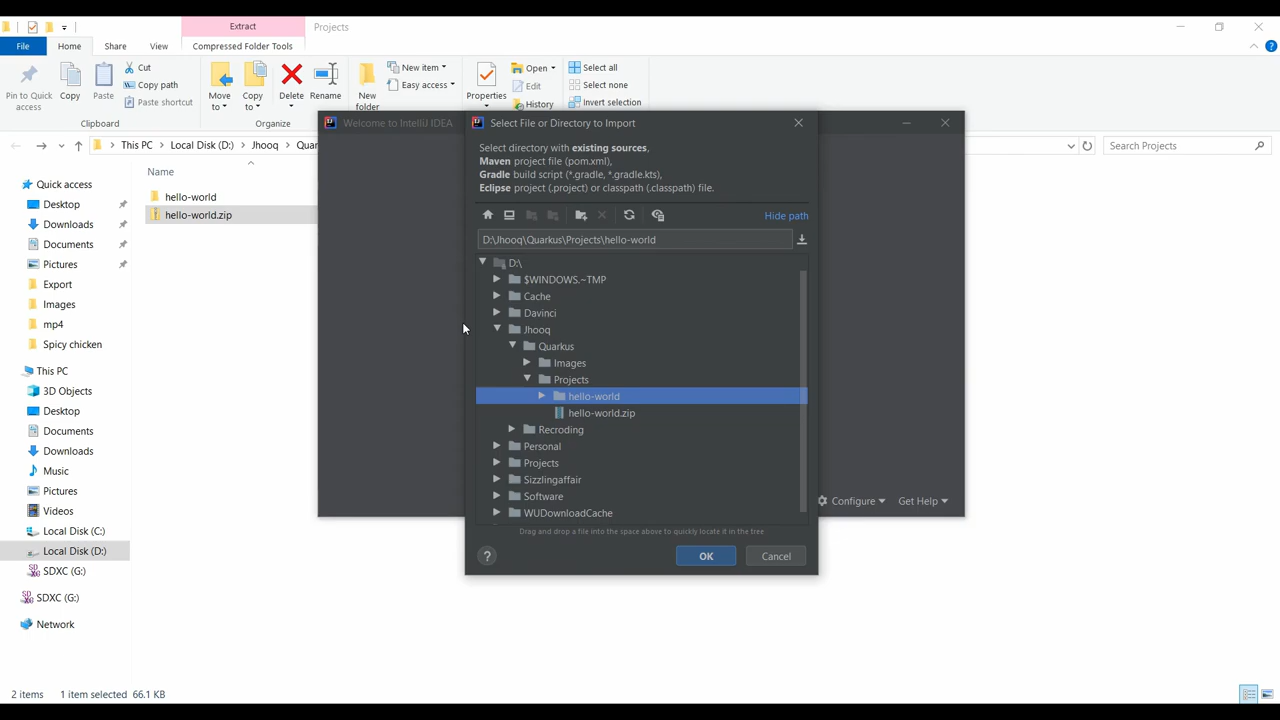 Extract
Projects
File
Home
Share
View
Compressed Folder Tools
Pin to Quick access
Copy
Paste
Cut
Copy path
Paste shortcut
Clipboard
Move to
Copy to
Delete
Rename
Organize
New folder
New item
Easy access
Properties
Open
Edit
History
Select all
Select none
Invert selection
This PC
Local Disk (D:)
Jhooq
Quar
Search Projects
Quick access
Desktop
Downloads
Documents
Pictures
Export
Images
mp4
Spicy chicken
This PC
3D Objects
Desktop
Documents
Downloads
Music
Pictures
Videos
Local Disk (C:)
Local Disk (D:)
SDXC (G:)
SDXC (G:)
Network
Name
hello-world
hello-world.zip
Welcome to IntelliJ IDEA
Select File or Directory to Import
Select directory with existing sources,
Maven project file (pom.xml),
Gradle build script (*.gradle, *.gradle.kts),
Eclipse project (.project) or classpath (.classpath) file.
Hide path
D:\Jhooq\Quarkus\Projects\hello-world
D:\
$WINDOWS.~TMP
Cache
Davinci
Jhooq
Quarkus
Images
Projects
hello-world
hello-world.zip
Recroding
Personal
Projects
Sizzlingaffair
Software
WUDownloadCache
Drag and drop a file into the space above to quickly locate it in the tree
?
OK
Cancel
Configure
Get Help
2 items
1 item selected 66.1 KB